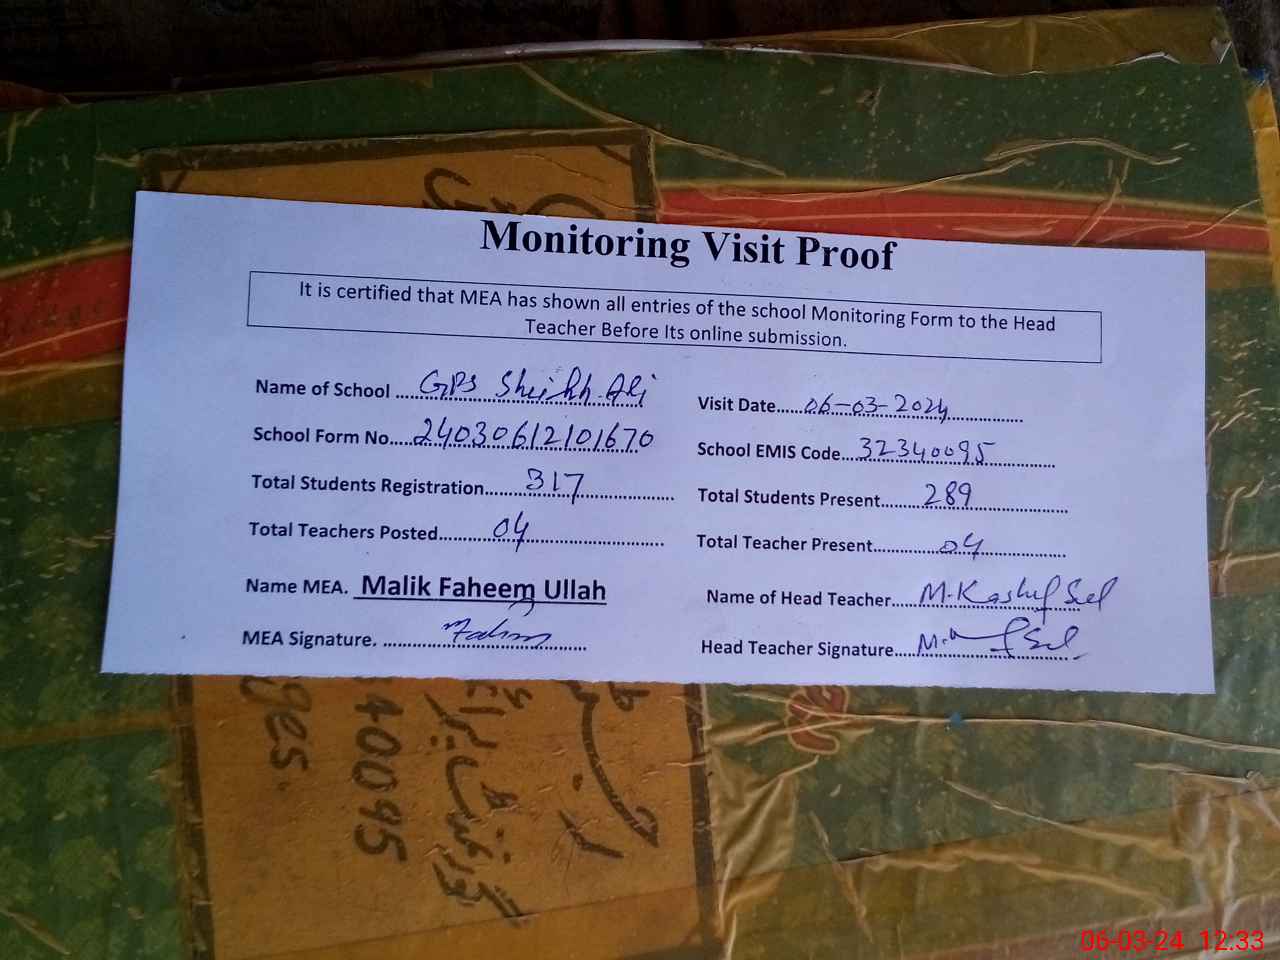 Monitoring Visit Proof
It is certified that MEA has shown all entries of the school Monitoring Form to the Head
Teacher Before Its online submission.
Name of School ......GPS Sheikh Ali
Visit Date......06-03-2024
School Form No.....24030612101670
School EMIS Code....32340095
Total Students Registration.......317
Total Students Present.......289
Total Teachers Posted.......04
Total Teacher Present.......04
Name MEA. Malik Faheem Ullah
Name of Head Teacher.....M. Kashif
MEA Signature. .......Fahim
Head Teacher Signature.....
ges
40095
06-03-24 12:33